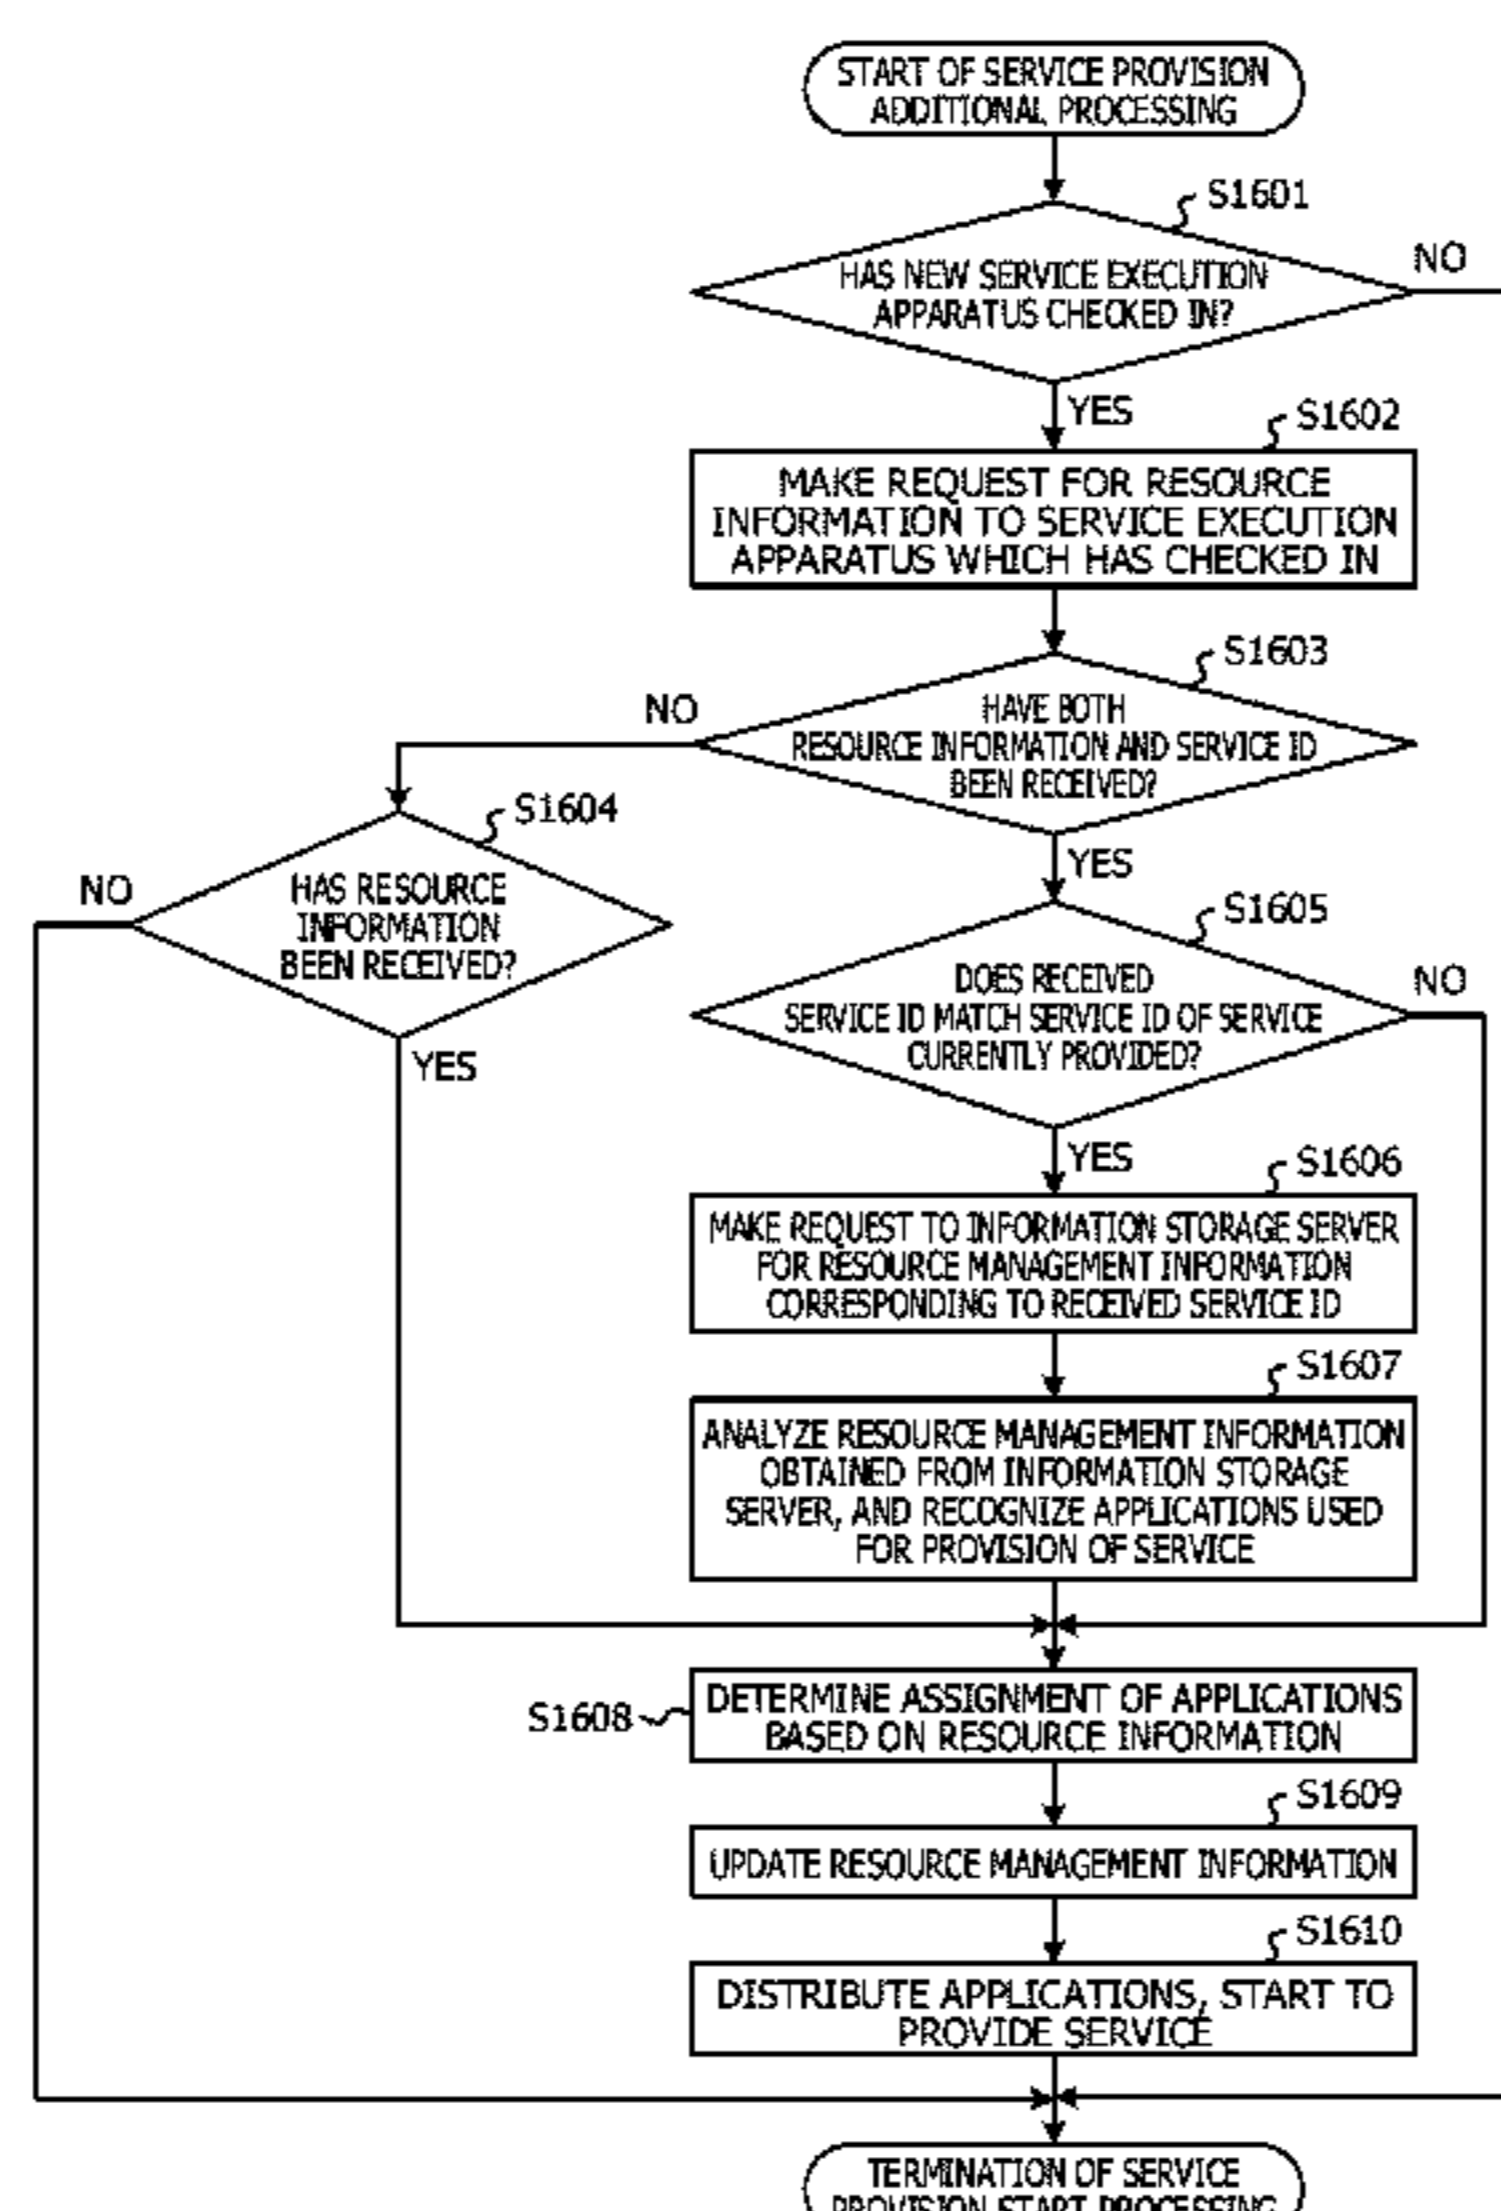 START OF SERVICE PROVISION
ADDITIONAL PROCESSING
S1601
HAS NEW SERVICE EXECUTION
APPARATUS CHECKED IN?
NO
YES
S1602
MAKE REQUEST FOR RESOURCE
INFORMATION TO SERVICE EXECUTION
APPARATUS WHICH HAS CHECKED IN
S1603
HAVE BOTH
RESOURCE INFORMATION AND SERVICE ID
BEEN RECEIVED?
NO
YES
S1604
HAS RESOURCE
INFORMATION
BEEN RECEIVED?
NO
YES
S1605
DOES RECEIVED
SERVICE ID MATCH SERVICE ID OF SERVICE
CURRENTLY PROVIDED?
NO
YES
S1606
MAKE REQUEST TO INFORMATION STORAGE SERVER
FOR RESOURCE MANAGEMENT INFORMATION
CORRESPONDING TO RECEIVED SERVICE ID
S1607
ANALYZE RESOURCE MANAGEMENT INFORMATION
OBTAINED FROM INFORMATION STORAGE
SERVER, AND RECOGNIZE APPLICATIONS USED
FOR PROVISION OF SERVICE
S1608
DETERMINE ASSIGNMENT OF APPLICATIONS
BASED ON RESOURCE INFORMATION
S1609
UPDATE RESOURCE MANAGEMENT INFORMATION
S1610
DISTRIBUTE APPLICATIONS, START TO
PROVIDE SERVICE
TERMINATION OF SERVICE
PROVISION START PROCESSING